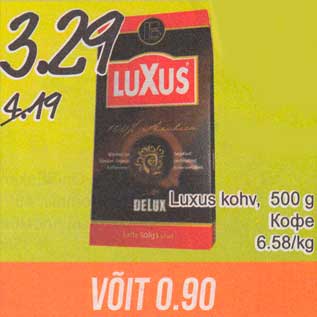 3.29
4.19
LUXUS
DELUX
Luxus kohv, 500 g
Кофе
6.58/kg
VÕIT 0.90